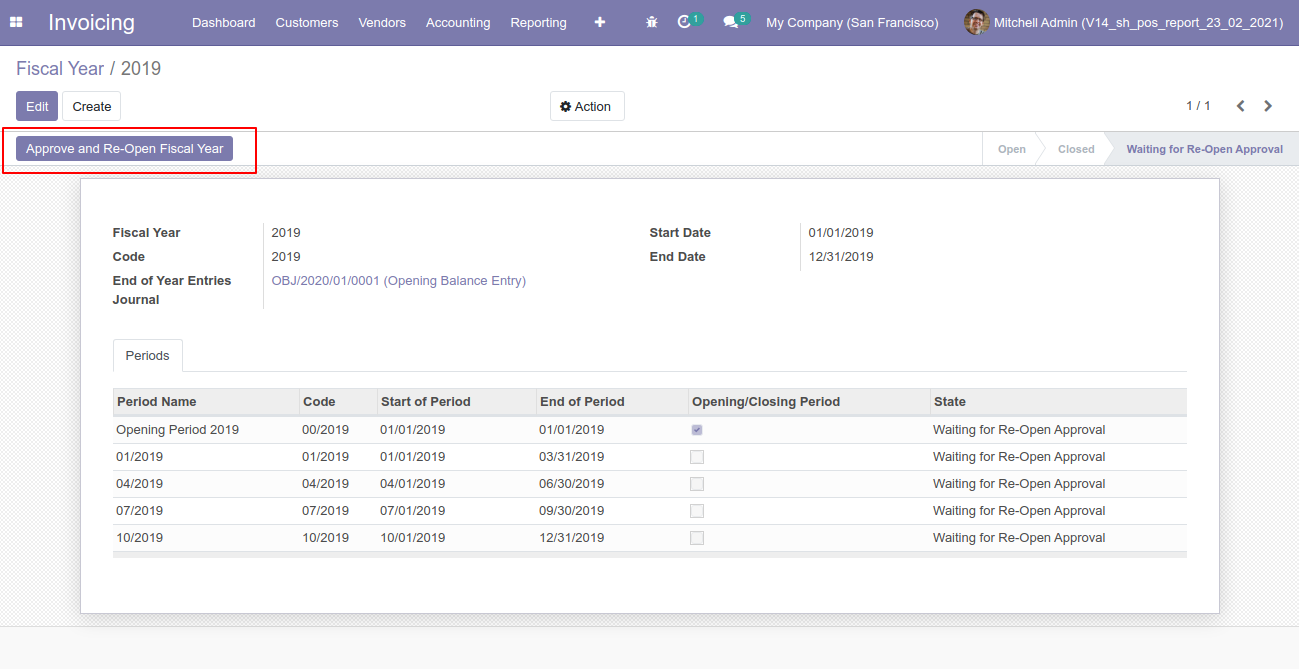 Invoicing Dashboard Customers Vendors Accounting Reporting 1 5 My Company (San Francisco) Mitchell Admin (V14_sh_pos_report_23_02_2021)
Fiscal Year / 2019
Edit Create Action 1 / 1
Approve and Re-Open Fiscal Year Open Closed Waiting for Re-Open Approval
Fiscal Year 2019 Start Date 01/01/2019
Code 2019 End Date 12/31/2019
End of Year Entries OBJ/2020/01/0001 (Opening Balance Entry)
Journal
Periods
Period Name Code Start of Period End of Period Opening/Closing Period State
Opening Period 2019 00/2019 01/01/2019 01/01/2019 Waiting for Re-Open Approval
01/2019 01/2019 01/01/2019 03/31/2019 Waiting for Re-Open Approval
04/2019 04/2019 04/01/2019 06/30/2019 Waiting for Re-Open Approval
07/2019 07/2019 07/01/2019 09/30/2019 Waiting for Re-Open Approval
10/2019 10/2019 10/01/2019 12/31/2019 Waiting for Re-Open Approval